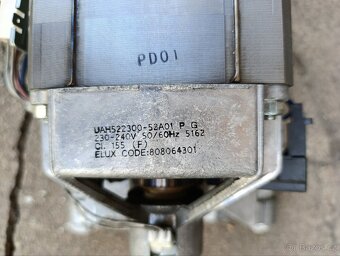 PD01
UAH522300-52A01 P G
230-240V 50/60Hz 5162
Cl. 155 (F)
ELUX CODE:808064301